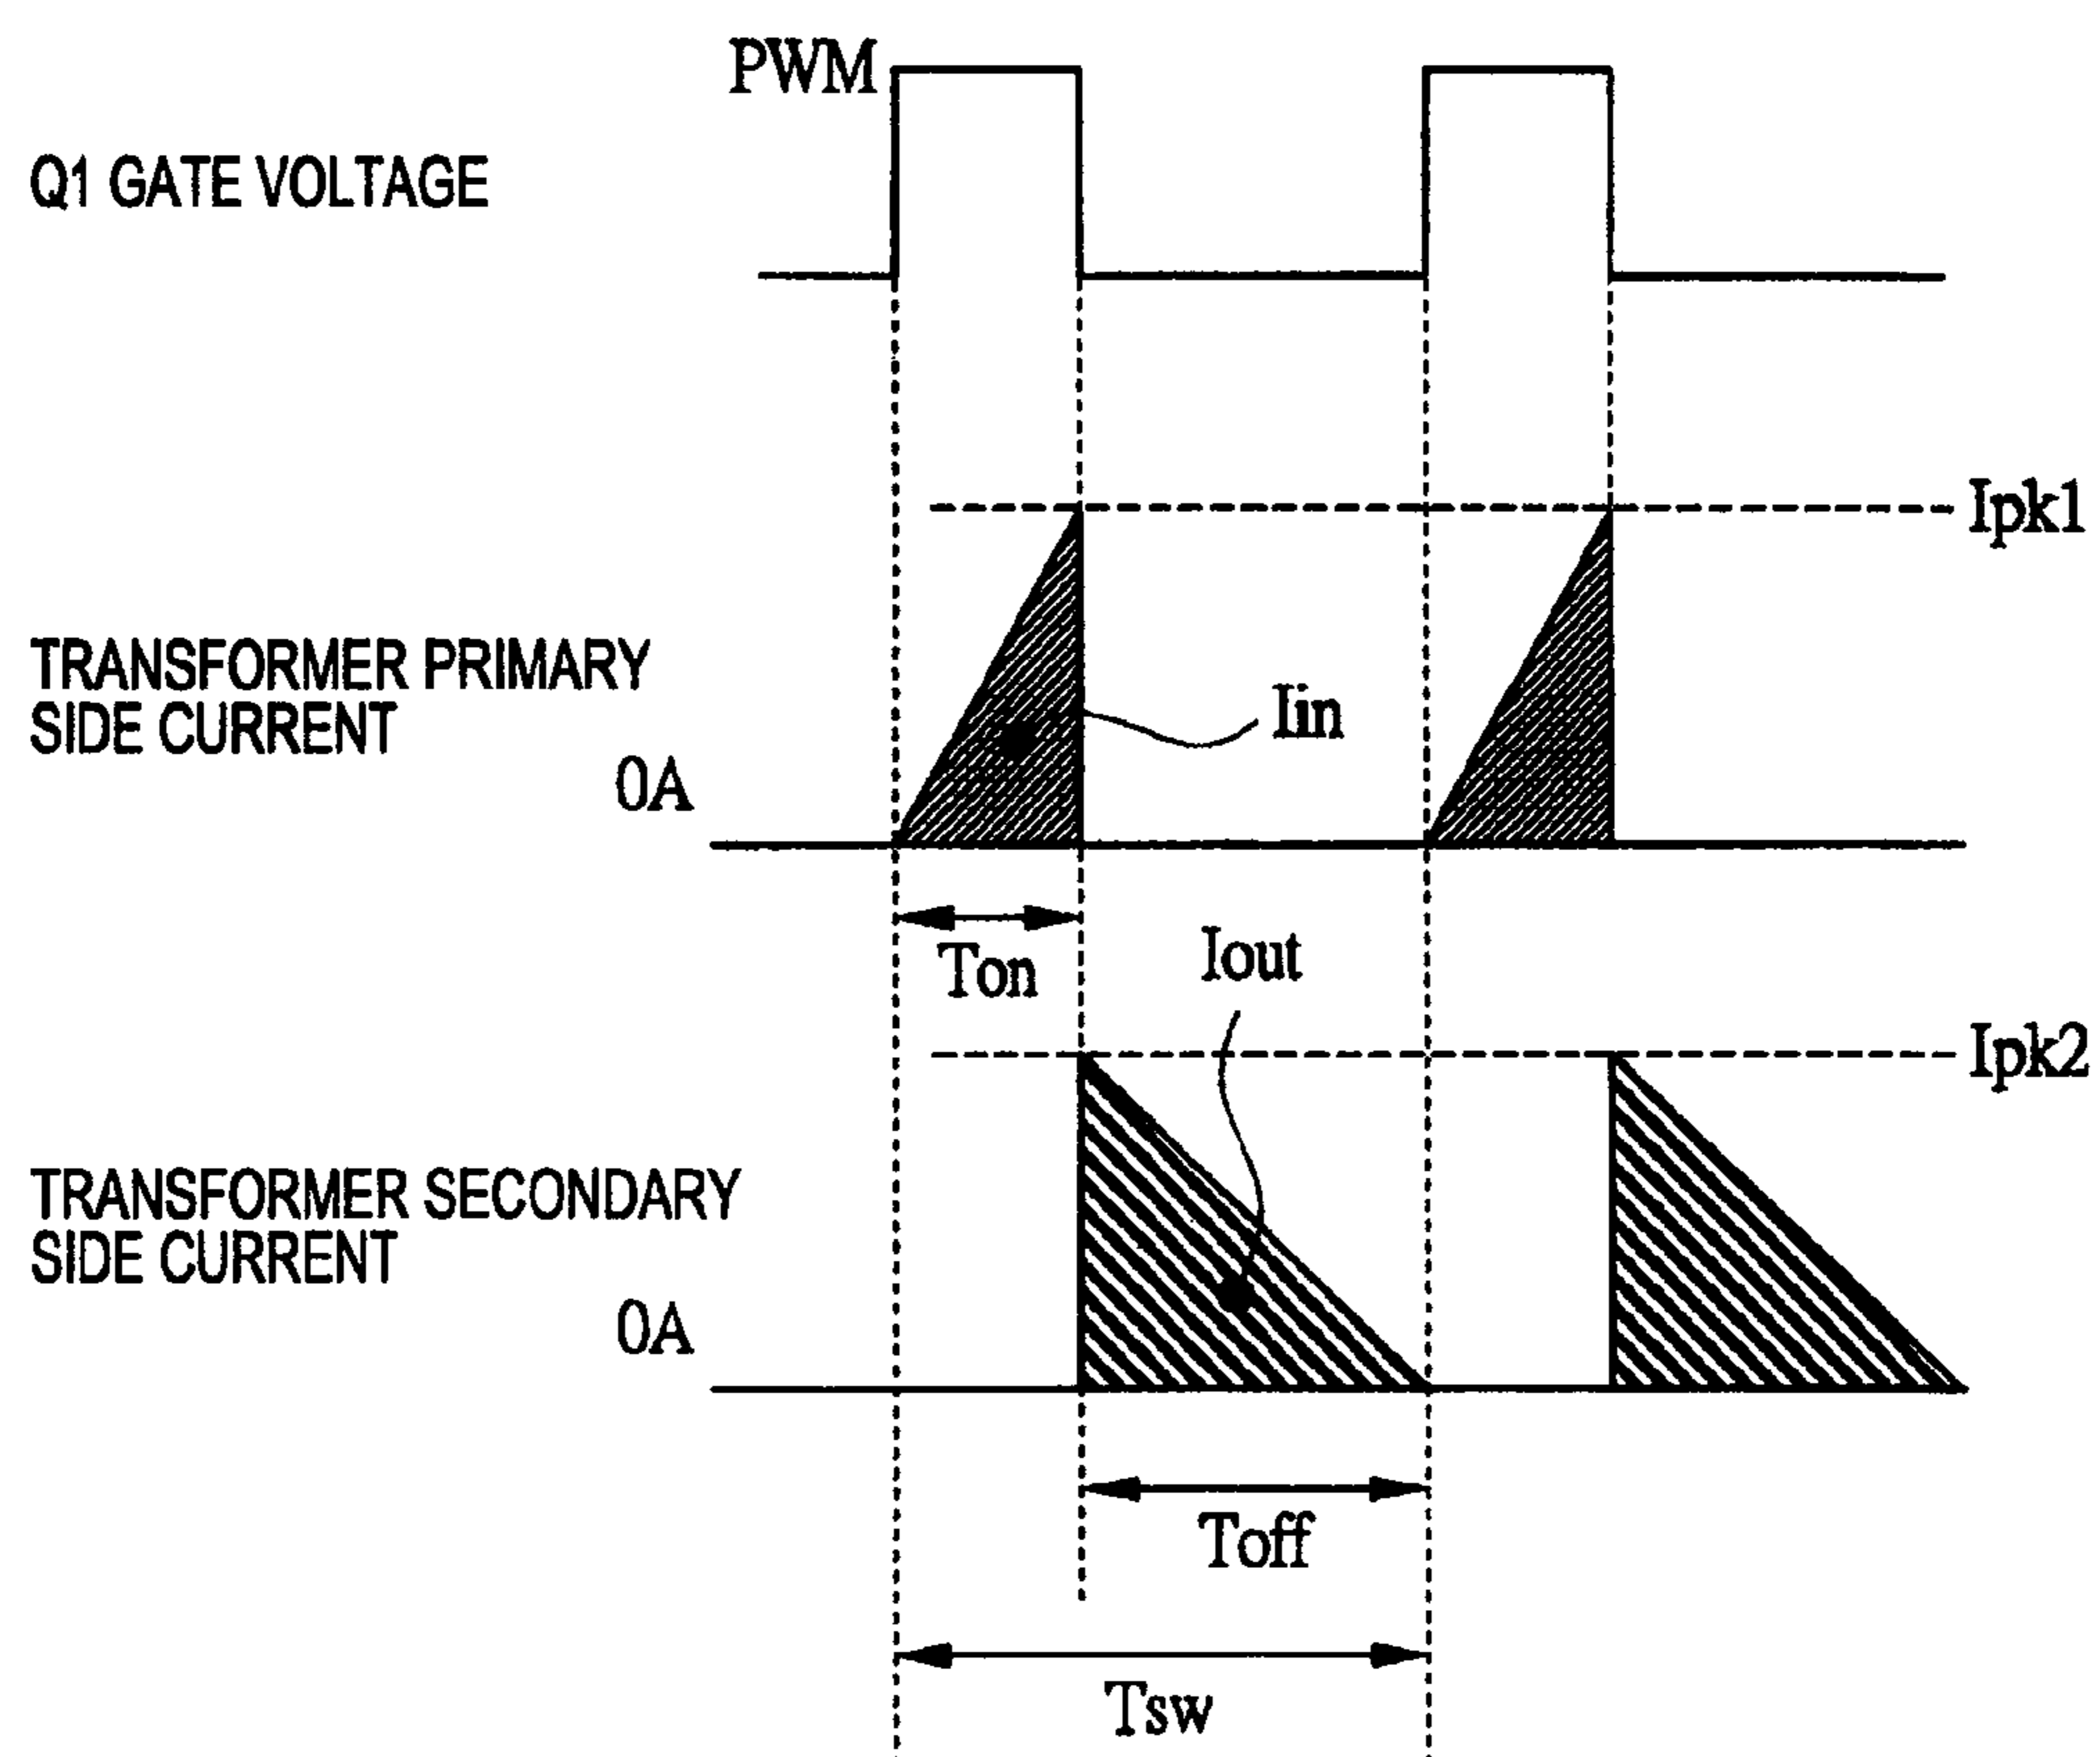 PWM
Q1 GATE VOLTAGE
Ipk1
TRANSFORMER PRIMARY
SIDE CURRENT
Iin
0A
Ton
Iout
Ipk2
TRANSFORMER SECONDARY
SIDE CURRENT
0A
Toff
Tsw